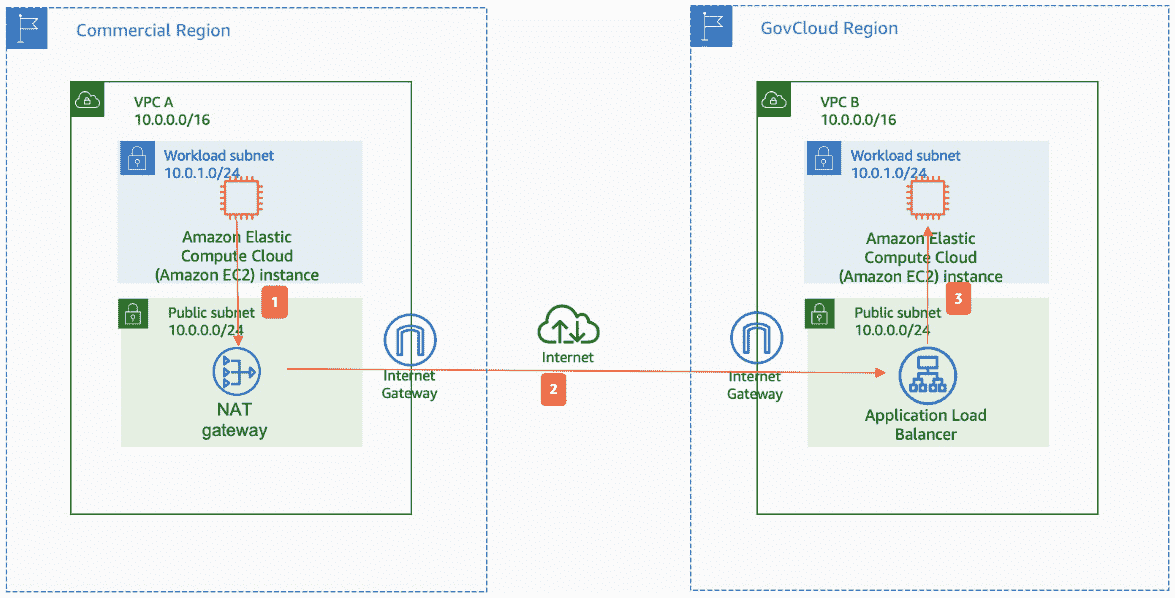 Commercial Region
VPC A
10.0.0.0/16
Workload subnet
10.0.1.0/24
Amazon Elastic
Compute Cloud
(Amazon EC2) instance
1
Public subnet
10.0.0.0/24
NAT
gateway
Internet
Gateway
Internet
2
GovCloud Region
VPC B
10.0.0.0/16
Workload subnet
10.0.1.0/24
Amazon Elastic
Compute Cloud
(Amazon EC2) instance
3
Public subnet
10.0.0.0/24
Internet
Gateway
Application Load
Balancer